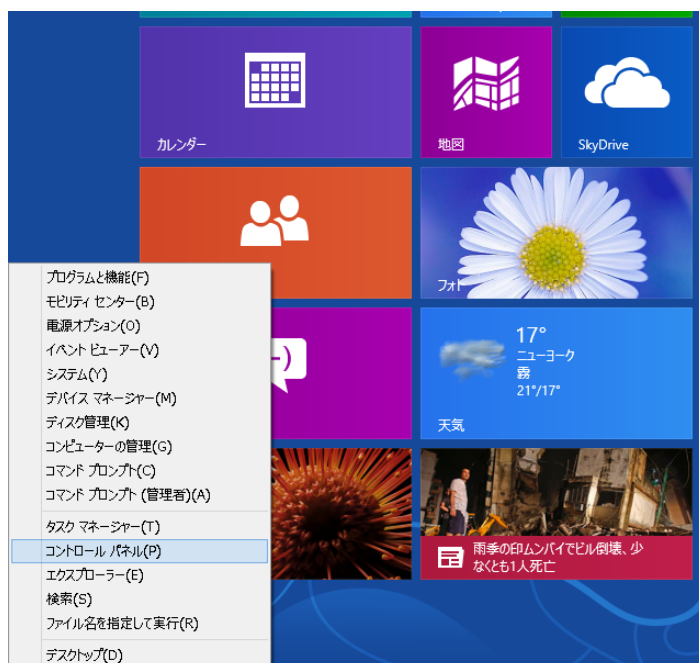 カレンダー
地図
SkyDrive
フォト
-)
17°
ニューヨーク
霧
21°/17°
天気
雨季の印ムンバイでビル倒壊、少
なくとも1人死亡
プログラムと機能(F)
モビリティ センター(B)
電源オプション(O)
イベント ビューアー(V)
システム(Y)
デバイス マネージャー(M)
ディスク管理(K)
コンピューターの管理(G)
コマンド プロンプト(C)
コマンド プロンプト (管理者)(A)
タスク マネージャー(T)
コントロール パネル(P)
エクスプローラー(E)
検索(S)
ファイル名を指定して実行(R)
デスクトップ(D)